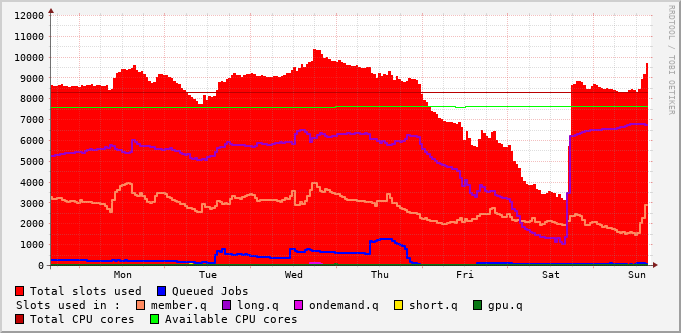 12000
11000
10000
9000
8000
7000
6000
5000
4000
3000
2000
1000
0
Mon Tue Wed Thu Fri Sat Sun
RRDTOOL / TOBI OETIKER
Total slots used Queued Jobs
Slots used in : member.q long.q ondemand.q short.q gpu.q
Total CPU cores Available CPU cores